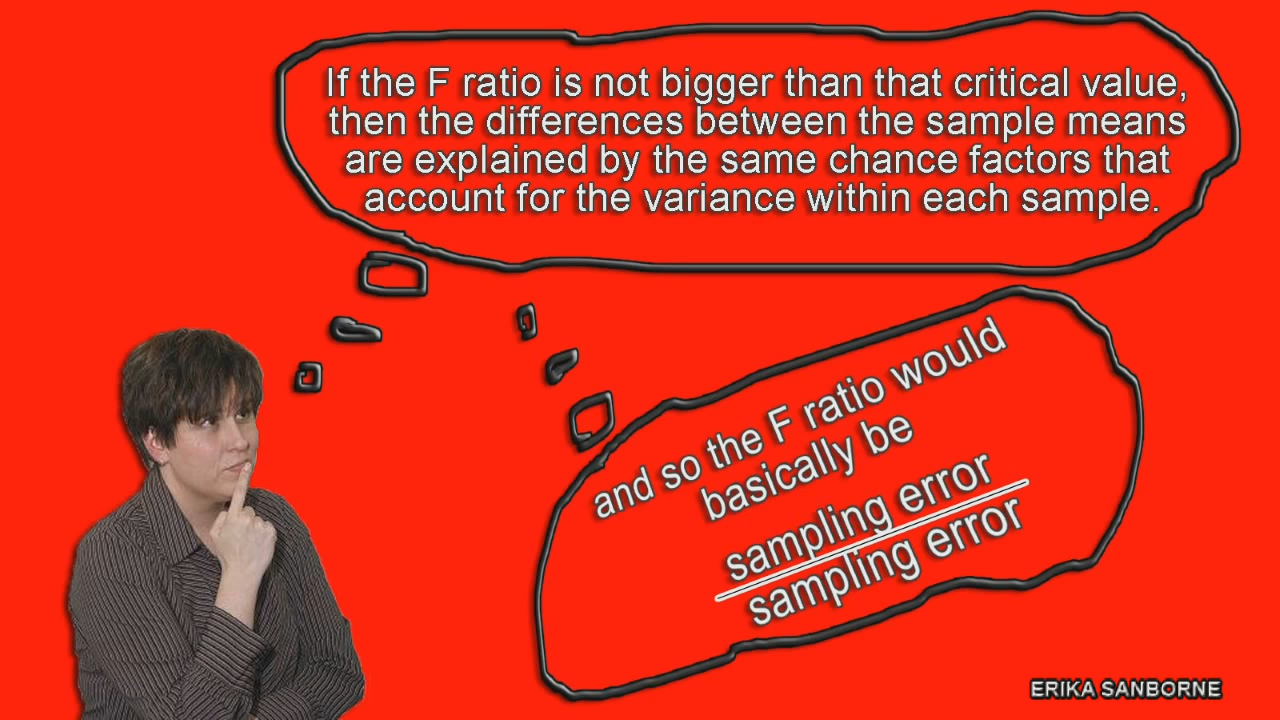 If the F ratio is not bigger than that critical value,
then the differences between the sample means
are explained by the same chance factors that
account for the variance within each sample.
and so the F ratio would
basically be
sampling error
sampling error
ERIKA SANBORNE